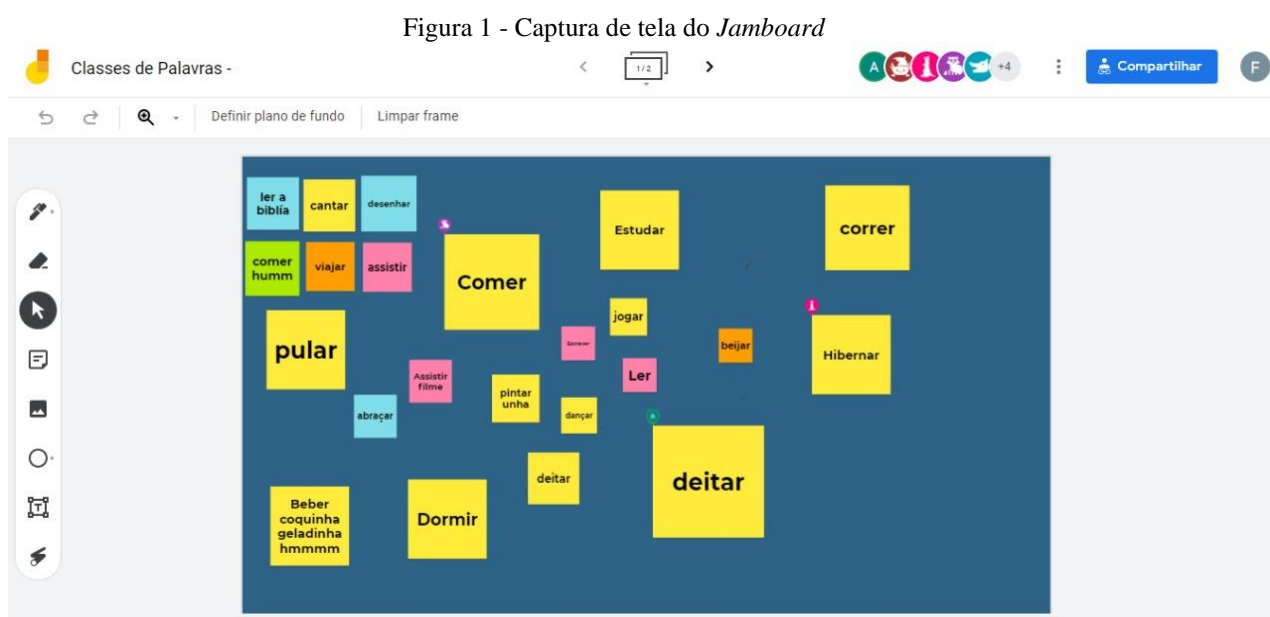 Figura 1 - Captura de tela do Jamboard
Classes de Palavras -
1/2
A
+4
Compartilhar
F
Definir plano de fundo
Limpar frame
ler a
biblía
cantar
desenhar
comer
humm
viajar
assistir
Comer
Estudar
correr
pular
jogar
Escrever
Ler
beijar
Hibernar
Assistir
filme
abraçar
pintar
unha
dançar
A
deitar
deitar
Beber
coquinha
geladinha
hmmmm
Dormir
T